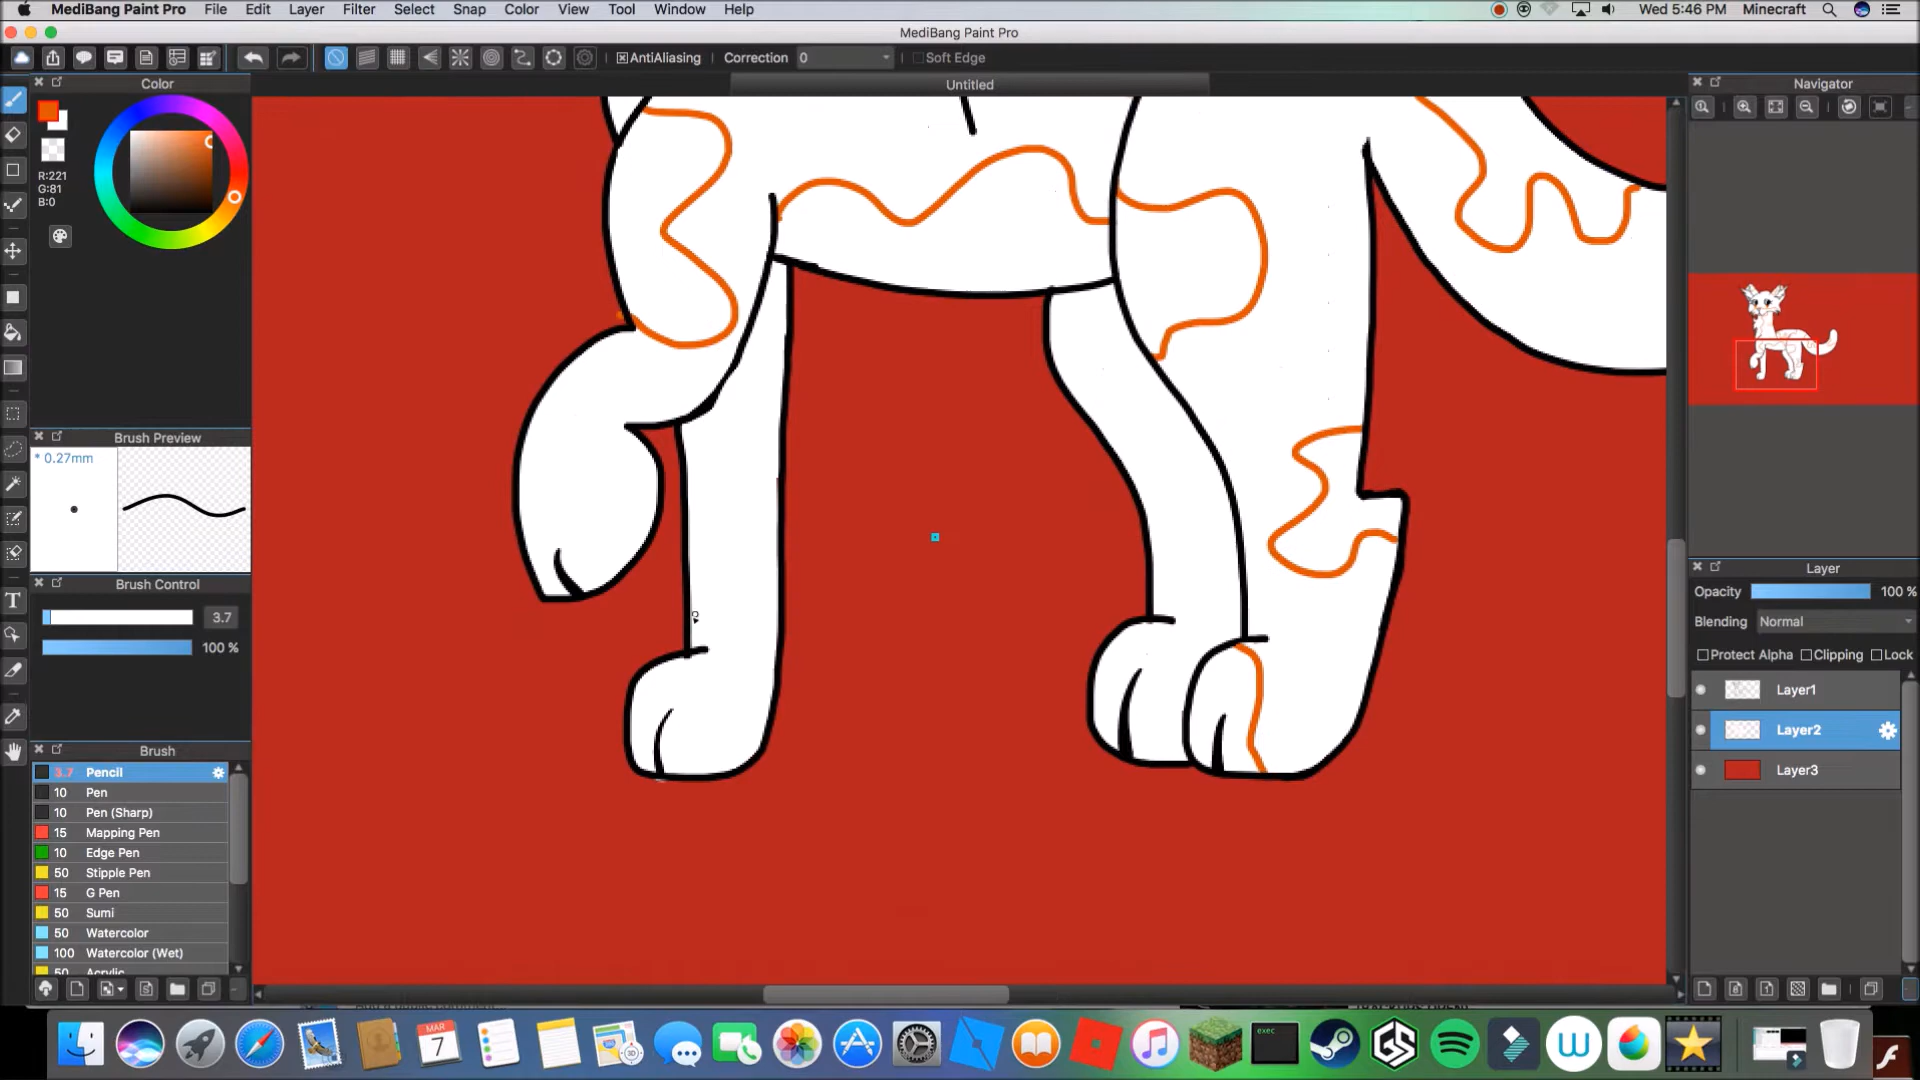 MediBang Paint Pro File Edit Layer Filter Select Snap Color View Tool Window Help Wed 5:46 PM Minecraft
MediBang Paint Pro
AntiAliasing Correction 0 Soft Edge
Untitled
Color
R:221
G:81
B:0
Brush Preview
* 0.27mm
Brush Control
3.7
100 %
Brush
3.7 Pencil
10 Pen
10 Pen (Sharp)
15 Mapping Pen
10 Edge Pen
50 Stipple Pen
15 G Pen
50 Sumi
50 Watercolor
100 Watercolor (Wet)
50 Acrylic
Navigator
Layer
Opacity 100 %
Blending Normal
Protect Alpha Clipping Lock
Layer1
Layer2
Layer3
MAR
7
3D
exec